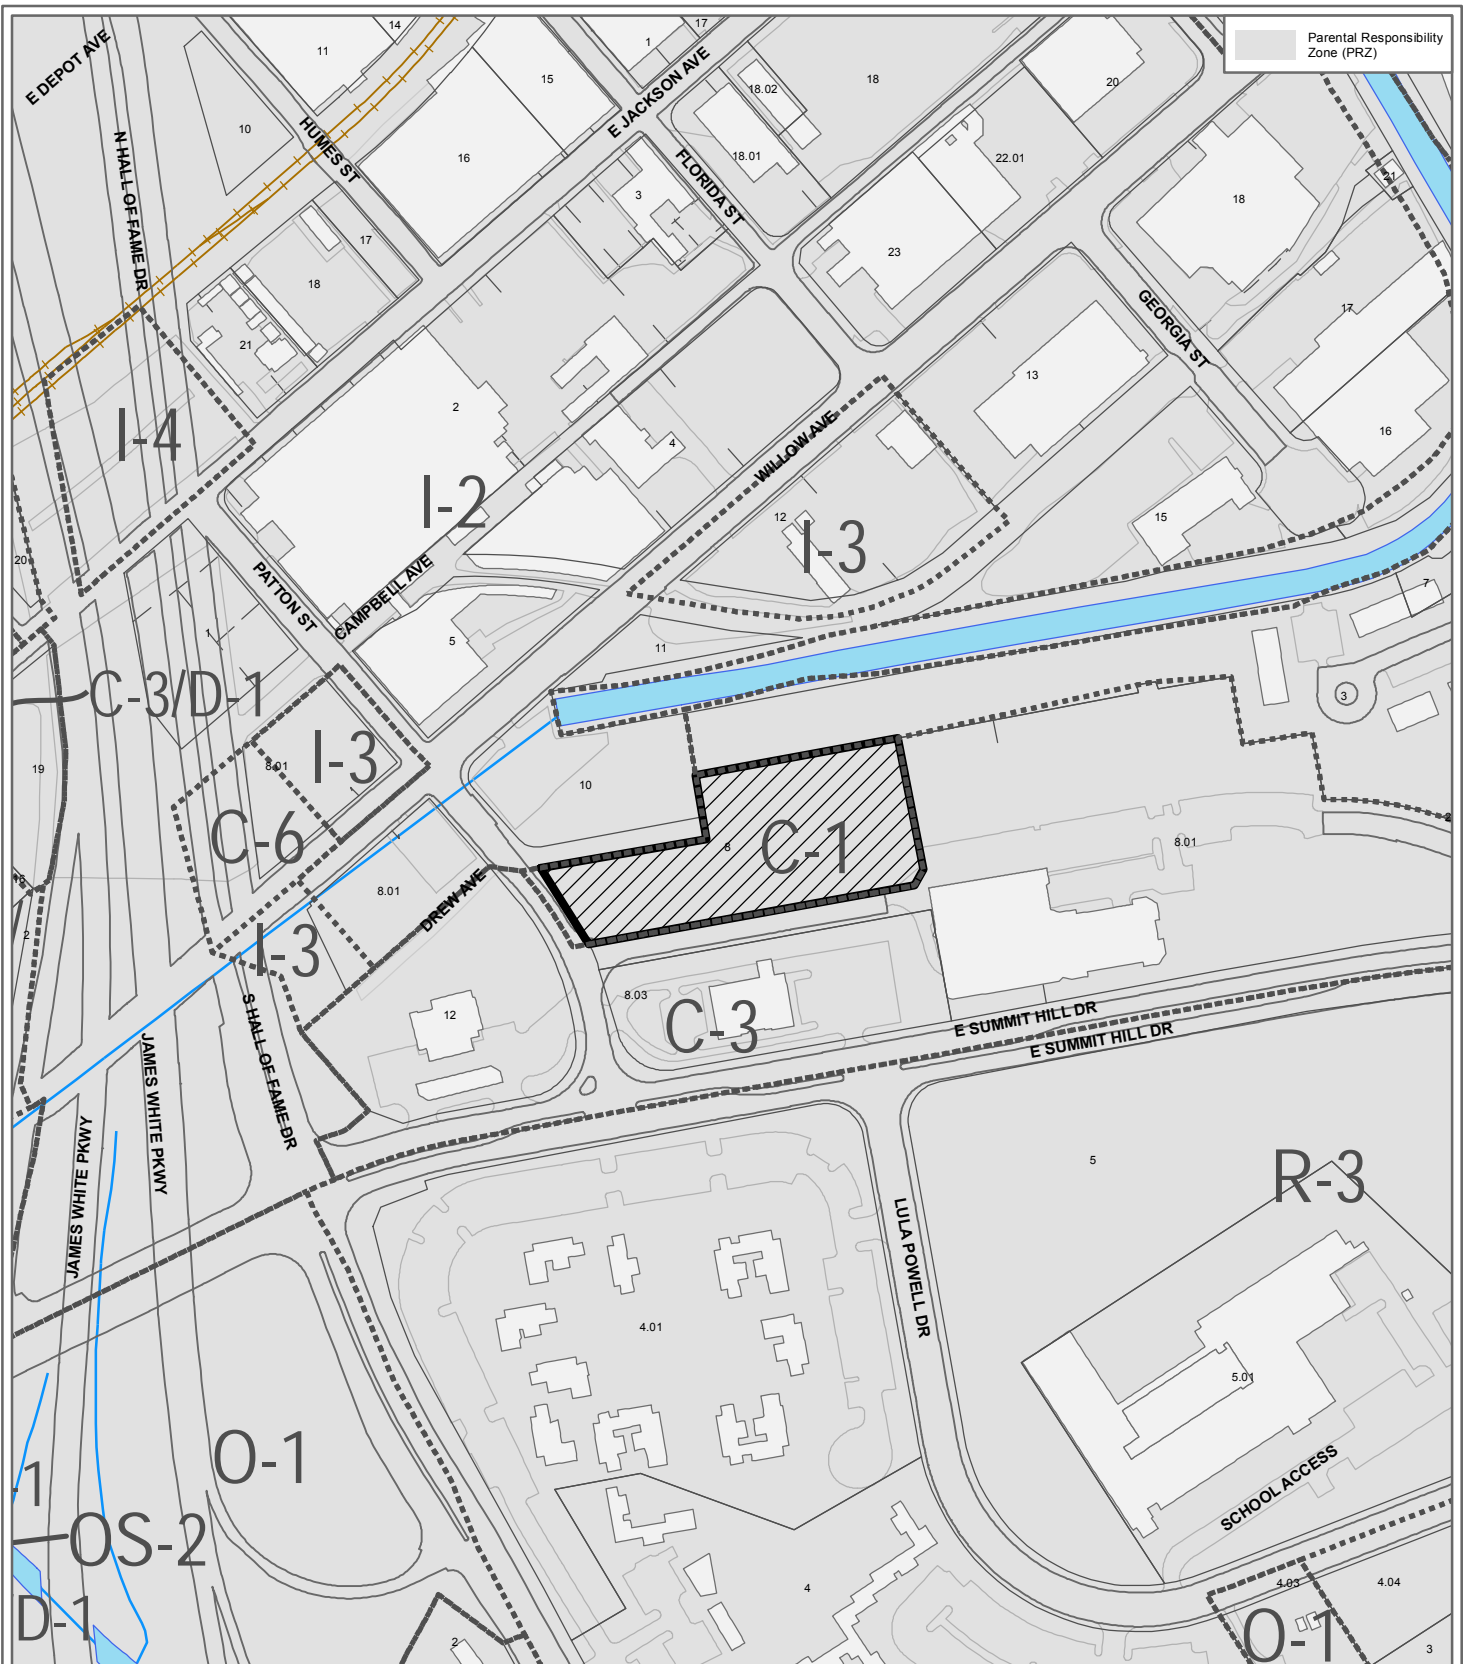 Parental Responsibility
Zone (PRZ)
E DEPOT AVE
14
17
1
11
15
E JACKSON AVE
18.02
18
20
N HALL OF FAME DR
10
HUMES ST
16
18.01
22.01
FLORIDA ST
3
21
18
17
23
18
GEORGIA ST
17
21
I-4
2
13
16
WILLOW AVE
4
I-2
12
I-3
15
20
PATTON ST
CAMPBELL AVE
7
1
5
11
C-3/D-1
3
19
8.01
I-3
10
C-6
8
C-1
8.01
2
16
8.01
DREW AVE
2
I-3
8.03
S HALL OF FAME DR
12
C-3
E SUMMIT HILL DR
E SUMMIT HILL DR
JAMES WHITE PKWY
JAMES WHITE PKWY
5
R-3
LULA POWELL DR
4.01
5.01
O-1
-1
SCHOOL ACCESS
OS-2
4
4.03
4.04
D-1
O-1
2
3